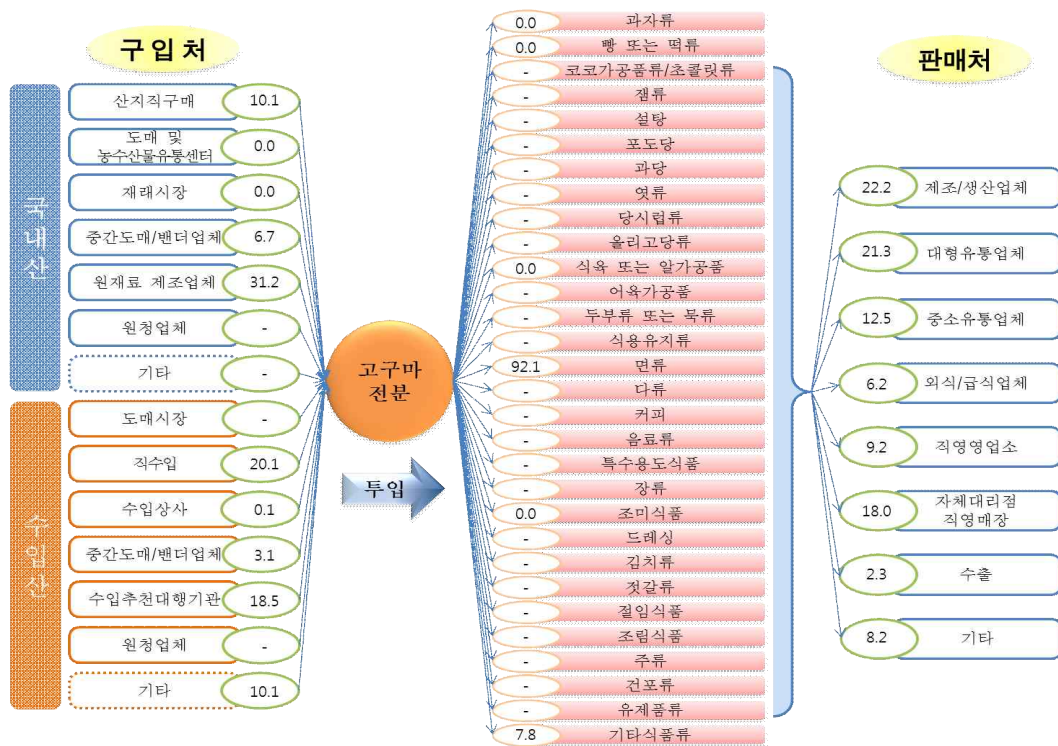 구입처
국내산
산지직구매 10.1
도매 및
농수산물유통센터 0.0
재래시장 0.0
중간도매/밴더업체 6.7
원재료 제조업체 31.2
원청업체 -
기타 -
수입산
도매시장 -
직수입 20.1
수입상사 0.1
중간도매/밴더업체 3.1
수입추천대행기관 18.5
원청업체 -
기타 10.1
고구마
전분
투입
0.0 과자류
0.0 빵 또는 떡류
- 코코가공품류/초콜릿류
- 잼류
- 설탕
- 포도당
- 과당
- 엿류
- 당시럽류
- 올리고당류
0.0 식육 또는 알가공품
- 어육가공품
- 두부류 또는 묵류
- 식용유지류
92.1 면류
- 다류
- 커피
- 음료류
- 특수용도식품
- 장류
0.0 조미식품
- 드레싱
- 김치류
- 젓갈류
- 절임식품
- 조림식품
- 주류
- 건포류
- 유제품류
7.8 기타식품류
판매처
22.2 제조/생산업체
21.3 대형유통업체
12.5 중소유통업체
6.2 외식/급식업체
9.2 직영영업소
18.0 자체대리점
직영매장
2.3 수출
8.2 기타